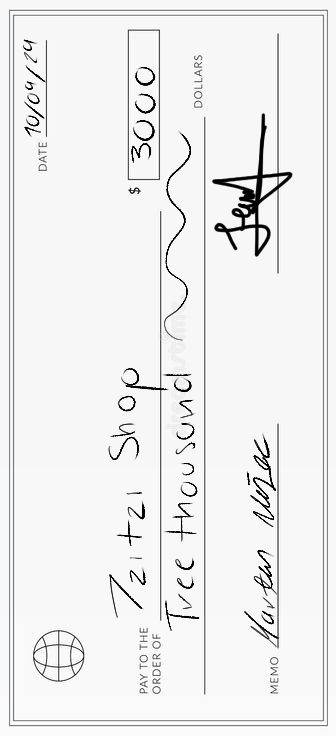 DATE 10/09/24
PAY TO THE ORDER OF Tzitzi Shop $ 3000
Tree thousand DOLLARS
MEMO